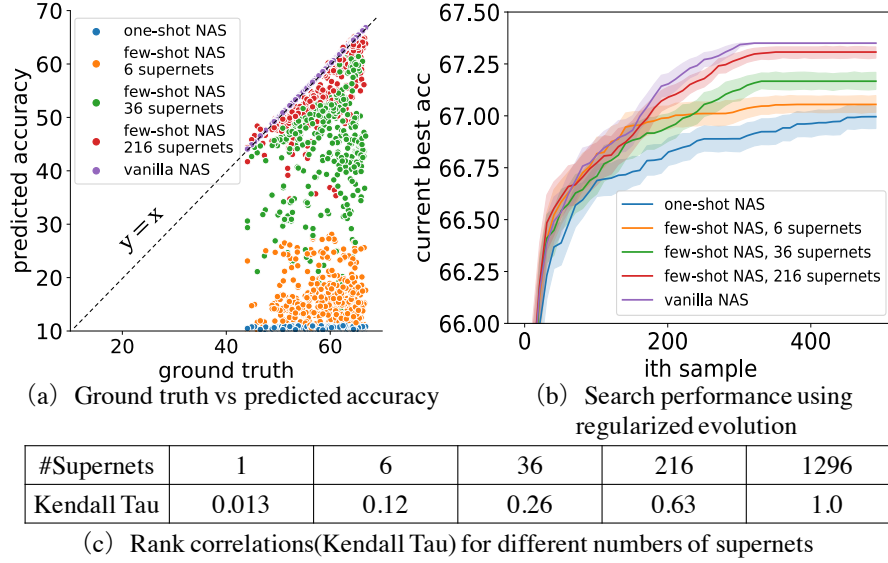 70
60
50
40
30
20
10
predicted accuracy
one-shot NAS
few-shot NAS
6 supernets
few-shot NAS
36 supernets
few-shot NAS
216 supernets
vanilla NAS
y = x
20
40
60
ground truth
(a) Ground truth vs predicted accuracy
67.50
67.25
67.00
66.75
66.50
66.25
66.00
current best acc
one-shot NAS
few-shot NAS, 6 supernets
few-shot NAS, 36 supernets
few-shot NAS, 216 supernets
vanilla NAS
0
200
400
ith sample
(b) Search performance using
regularized evolution
#Supernets 1 6 36 216 1296
Kendall Tau 0.013 0.12 0.26 0.63 1.0
(c) Rank correlations(Kendall Tau) for different numbers of supernets